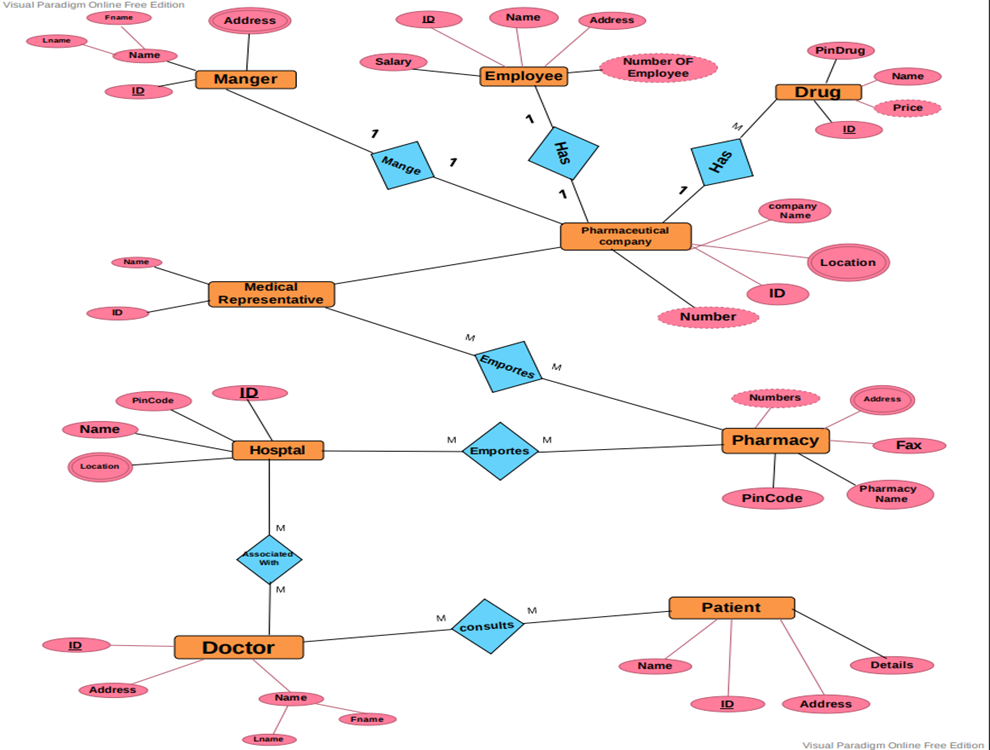 Visual Paradigm Online Free Edition
Fname
Address
ID
Name
Address
Lname
Name
Salary
Number OF
Employee
PinDrug
Manger
Employee
Name
ID
Drug
Price
ID
M
1
1
1
Mange
Has
Has
1
1
1
company
Name
Pharmaceutical
company
Location
Name
ID
Medical
Representative
ID
Number
M
Emportes
M
PinCode
ID
Numbers
Address
Name
Pharmacy
Fax
Hosptal
M
Emportes
M
Location
PinCode
Pharmacy
Name
M
Associated
With
M
Patient
M
consults
M
ID
Doctor
Name
Details
Address
Name
ID
Address
Fname
Lname
Visual Paradigm Online Free Edition